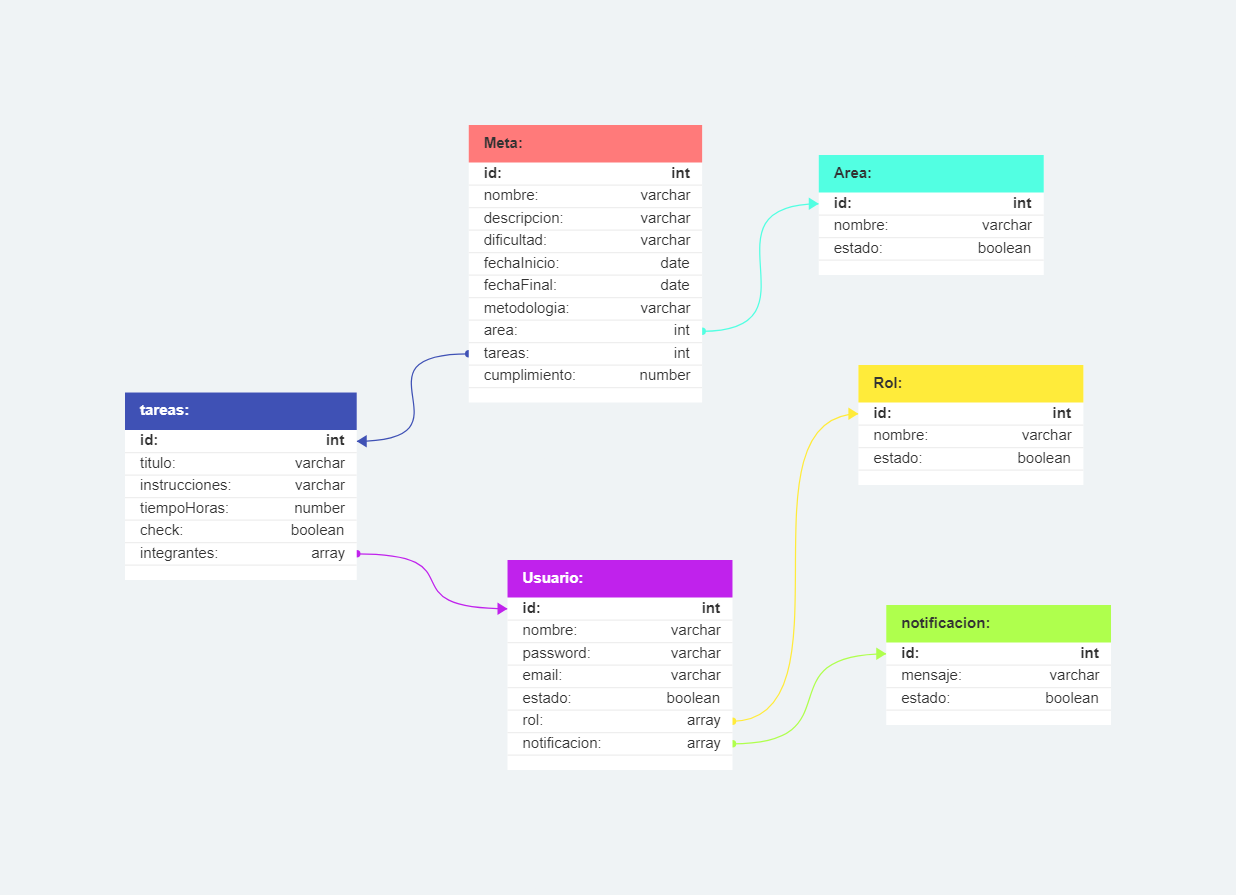 Meta:
id: int
nombre: varchar
descripcion: varchar
dificultad: varchar
fechaInicio: date
fechaFinal: date
metodologia: varchar
area: int
tareas: int
cumplimiento: number
Area:
id: int
nombre: varchar
estado: boolean
Rol:
id: int
nombre: varchar
estado: boolean
tareas:
id: int
titulo: varchar
instrucciones: varchar
tiempoHoras: number
check: boolean
integrantes: array
Usuario:
id: int
nombre: varchar
password: varchar
email: varchar
estado: boolean
rol: array
notificacion: array
notificacion:
id: int
mensaje: varchar
estado: boolean